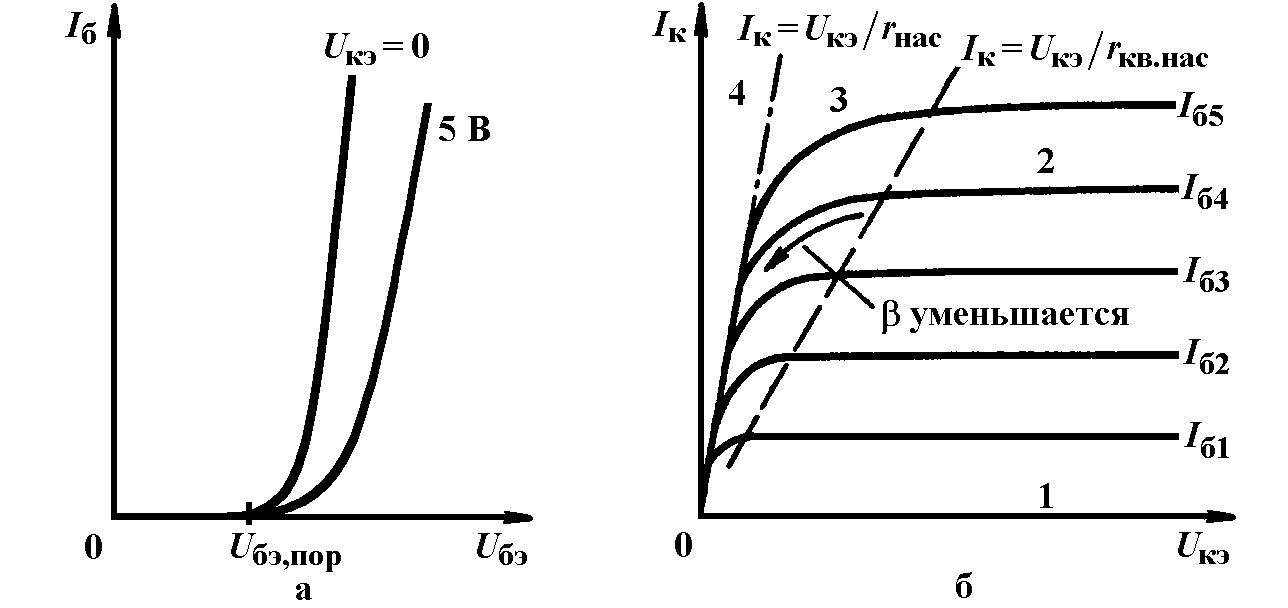 Iб
Uкэ = 0
5 В
0
Uбэ,пор
Uбэ
а
Iк
Iк = Uкэ/rнас
Iк = Uкэ/rкв.нас
4
3
Iб5
2
Iб4
Iб3
β уменьшается
Iб2
Iб1
1
0
Uкэ
б